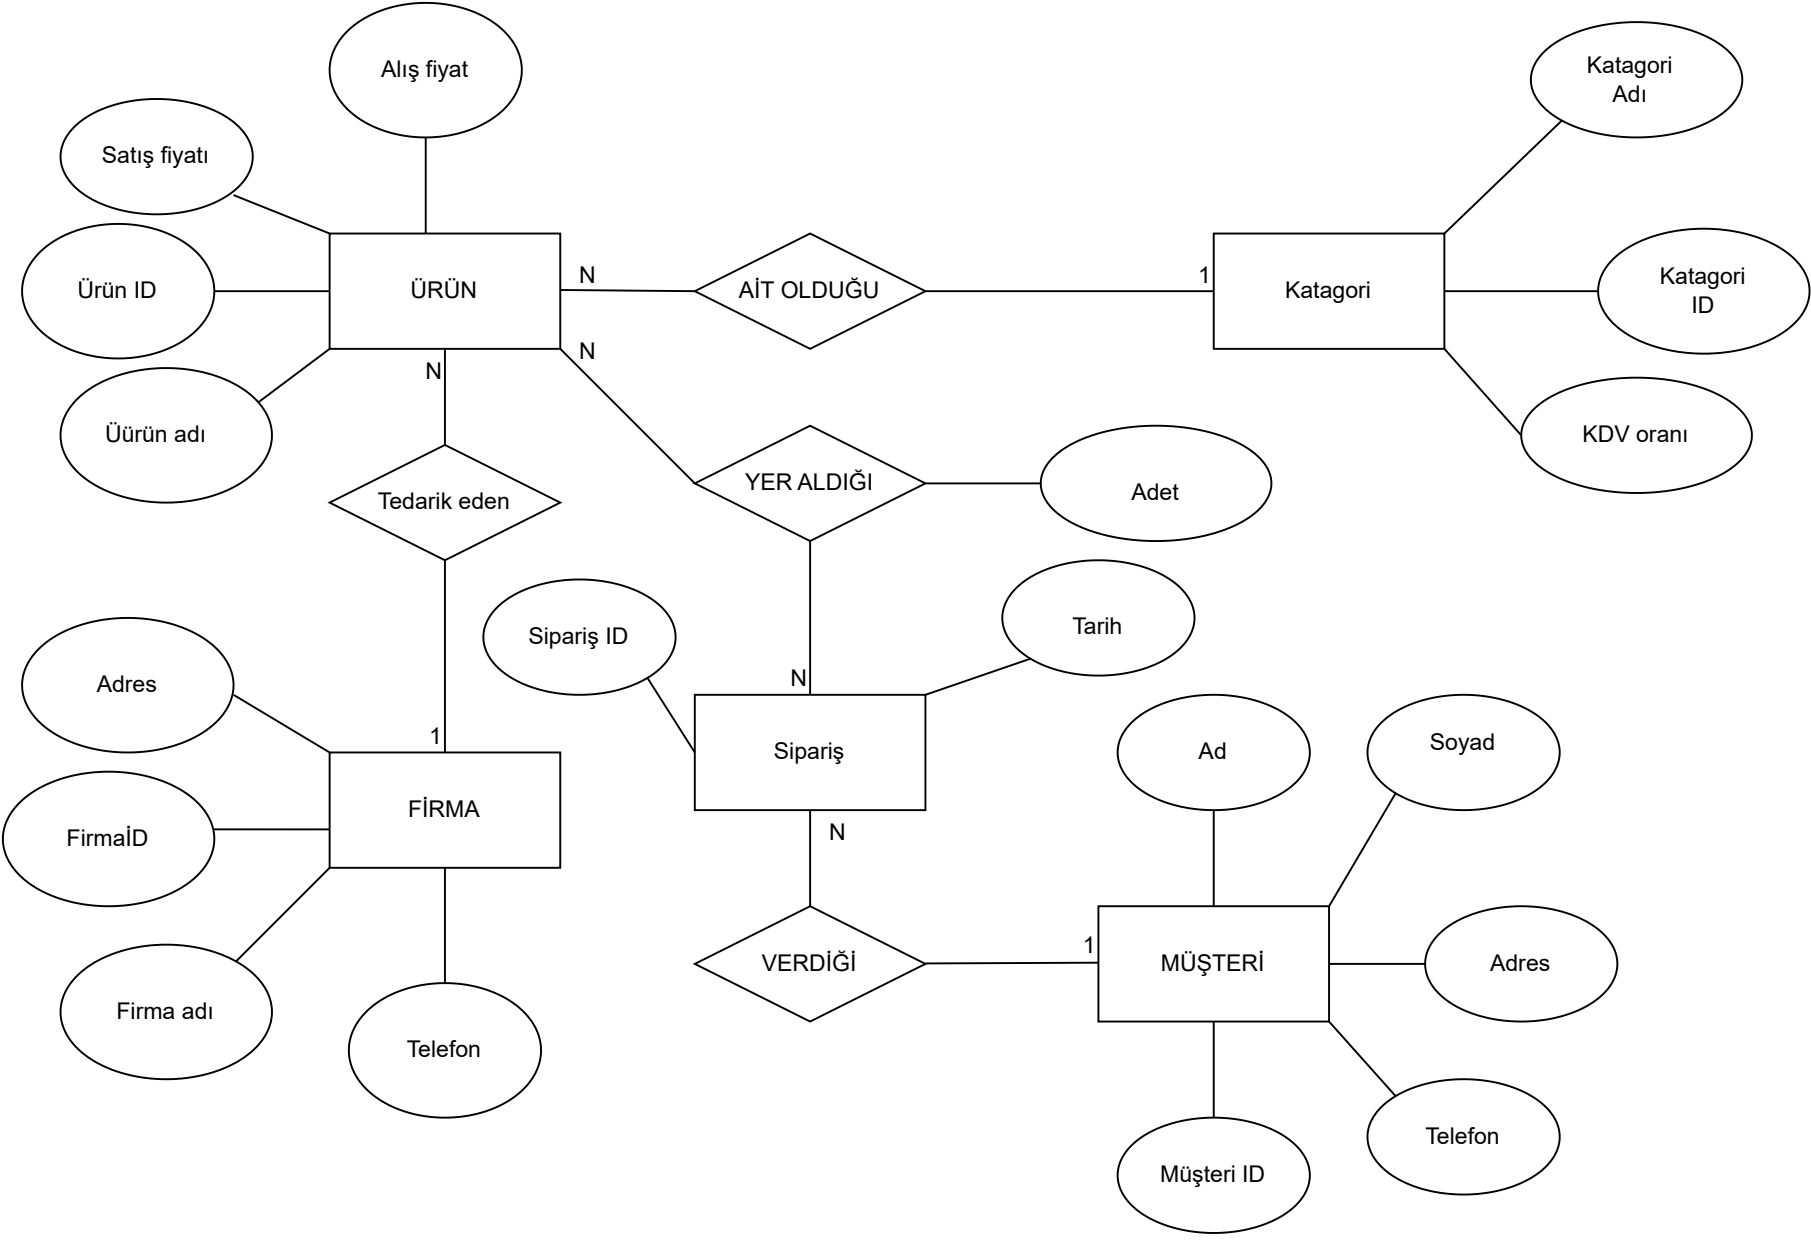 Alış fiyat
Katagori
Adı
Satış fiyatı
Ürün ID
ÜRÜN
N
AİT OLDUĞU
1
Katagori
Katagori
ID
N
N
Üürün adı
KDV oranı
Tedarik eden
YER ALDIĞI
Adet
Sipariş ID
Tarih
Adres
N
1
Sipariş
Ad
Soyad
FİRMA
FirmaİD
N
VERDİĞİ
1
MÜŞTERİ
Adres
Firma adı
Telefon
Telefon
Müşteri ID